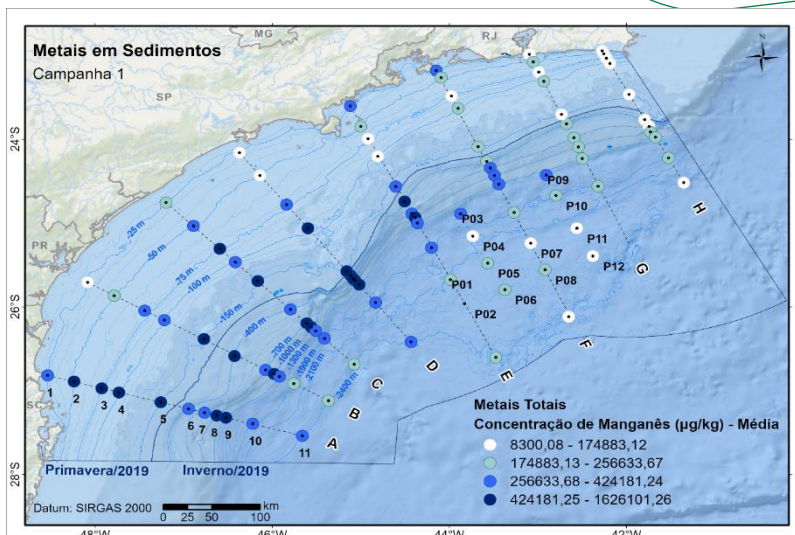 Metais em Sedimentos
Campanha 1
MG
RJ
SP
PR
SC
24°S
26°S
28°S
-25 m
-50 m
-75 m
-100 m
-150 m
-400 m
-700 m
-1000 m
-1300 m
-1900 m
2100 m
-2400 m
P09
P10
P03
P04
P11
P07
P12
P05
P01
P08
P06
P02
H
G
F
E
D
C
B
A
1
2
3
4
5
6
7
8
9
10
11
Primavera/2019 Inverno/2019
Datum: SIRGAS 2000
0 25 50 100
km
Metais Totais
Concentração de Manganês (µg/kg) - Média
8300,08 - 174883,12
174883,13 - 256633,67
256633,68 - 424181,24
424181,25 - 1626101,26
48°W 46°W 44°W 42°W